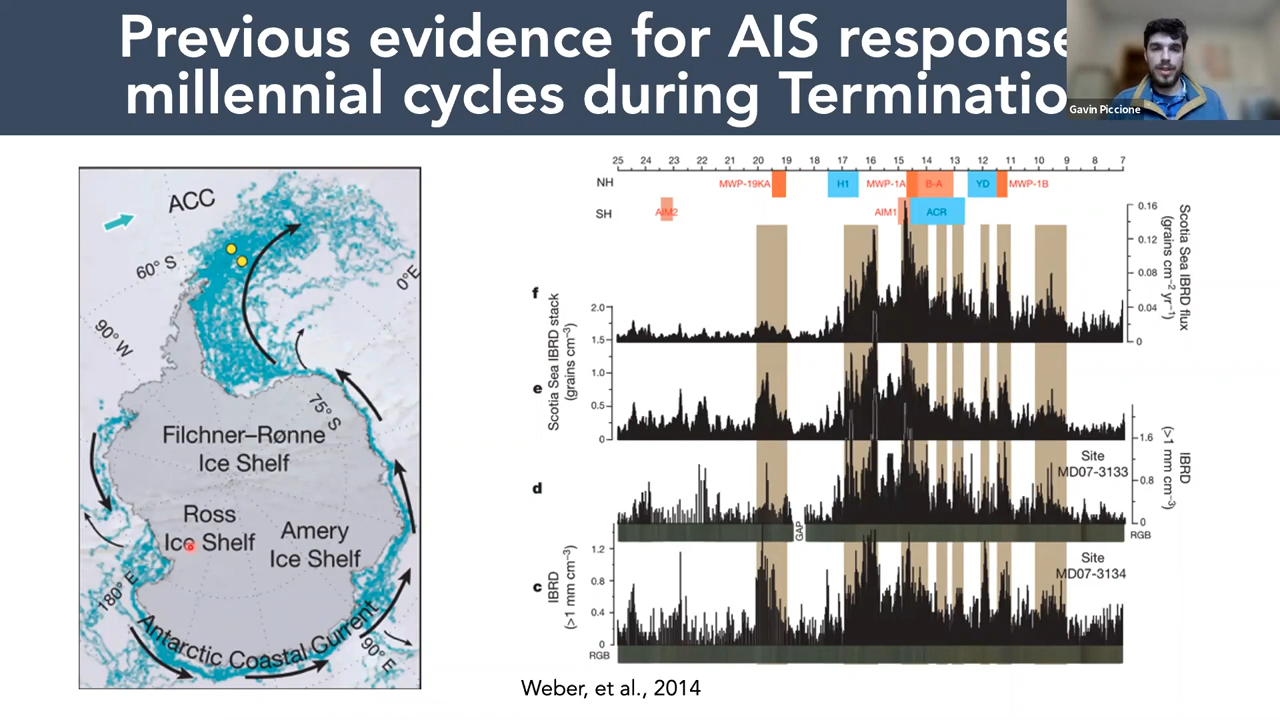 Previous evidence for AIS response
millennial cycles during Terminatio
Gavin Piccione
ACC
60° S
0°E
90° W
75° S
Filchner–Rønne
Ice Shelf
Ross
Ice Shelf
Amery
Ice Shelf
180° E
Antarctic Coastal Current
90° E
25 24 23 22 21 20 19 18 17 16 15 14 13 12 11 9 8 7
NH MWP-19KA H1 MWP-1A B-A YD MWP-1B
SH AIM2 AIM1 ACR
0.16
0.12
0.08
0.04
0
Scotia Sea IBRD flux
(grains cm⁻² yr⁻¹)
f
2.0
1.5
1.0
0.5
0
Scotia Sea IBRD stack
(grains cm⁻³)
e
1.6
0.8
0
IBRD
(>1 mm cm⁻³)
Site
MD07-3133
d
GAP
RGB
1.2
0.8
0.4
0
c
IBRD
(>1 mm cm⁻³)
Site
MD07-3134
RGB
Weber, et al., 2014